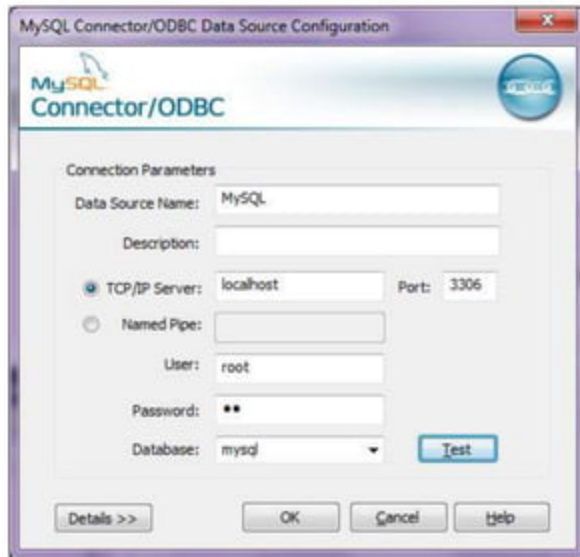 MySQL Connector/ODBC Data Source Configuration
MySQL
Connector/ODBC
Connection Parameters
Data Source Name: MySQL
Description:
TCP/IP Server: localhost Port: 3306
Named Pipe:
User: root
Password: ••
Database: mysql Test
Details >> OK Cancel Help